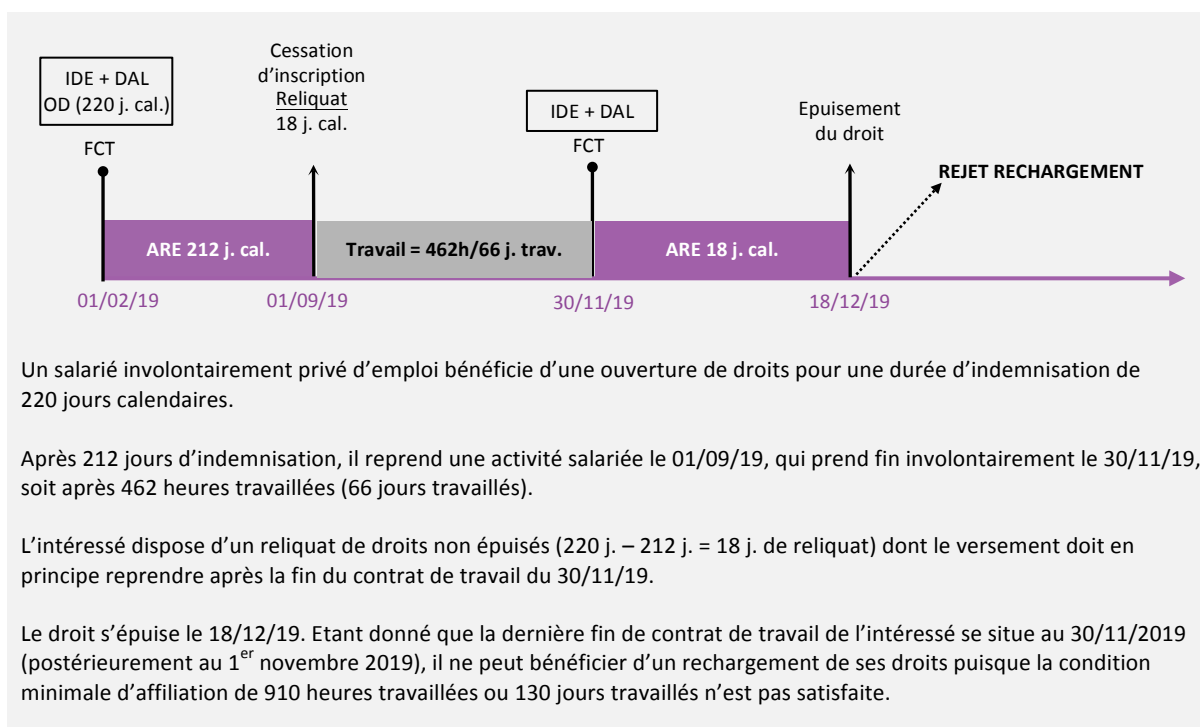 Cessation
d'inscription
Reliquat
18 j. cal.
IDE + DAL
OD (220 j. cal.)
FCT
IDE + DAL
FCT
Epuisement
du droit
REJET RECHARGEMENT
ARE 212 j. cal.
Travail = 462h/66 j. trav.
ARE 18 j. cal.
01/02/19
01/09/19
30/11/19
18/12/19
Un salarié involontairement privé d'emploi bénéficie d'une ouverture de droits pour une durée d'indemnisation de
220 jours calendaires.
Après 212 jours d'indemnisation, il reprend une activité salariée le 01/09/19, qui prend fin involontairement le 30/11/19,
soit après 462 heures travaillées (66 jours travaillés).
L'intéressé dispose d'un reliquat de droits non épuisés (220 j. – 212 j. = 18 j. de reliquat) dont le versement doit en
principe reprendre après la fin du contrat de travail du 30/11/19.
Le droit s'épuise le 18/12/19. Etant donné que la dernière fin de contrat de travail de l'intéressé se situe au 30/11/2019
(postérieurement au 1er novembre 2019), il ne peut bénéficier d'un rechargement de ses droits puisque la condition
minimale d'affiliation de 910 heures travaillées ou 130 jours travaillés n'est pas satisfaite.